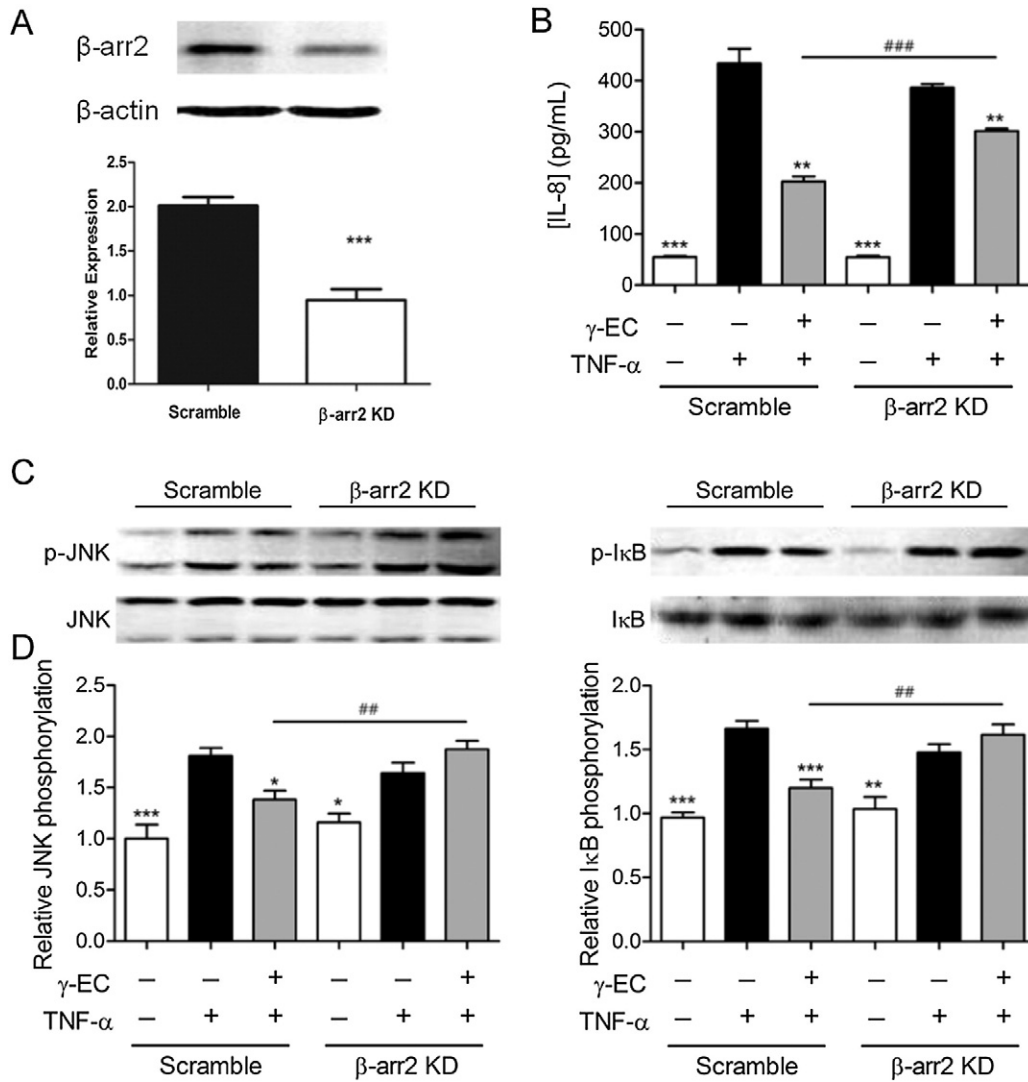 A
β-arr2
β-actin
Relative Expression
2.5
2.0
1.5
1.0
0.5
0.0
***
Scramble
β-arr2 KD
B
[IL-8] (pg/mL)
500
400
300
200
100
0
***
**
***
**
###
γ-EC – – + – – +
TNF-α – + + – + +
Scramble β-arr2 KD
C
Scramble β-arr2 KD
p-JNK
JNK
Scramble β-arr2 KD
p-IκB
IκB
D
Relative JNK phosphorylation
2.5
2.0
1.5
1.0
0.5
0.0
***
*
*
##
γ-EC – – + – – +
TNF-α – + + – + +
Scramble β-arr2 KD
Relative IκB phosphorylation
2.0
1.5
1.0
0.5
0.0
***
***
**
##
γ-EC – – + – – +
TNF-α – + + – + +
Scramble β-arr2 KD